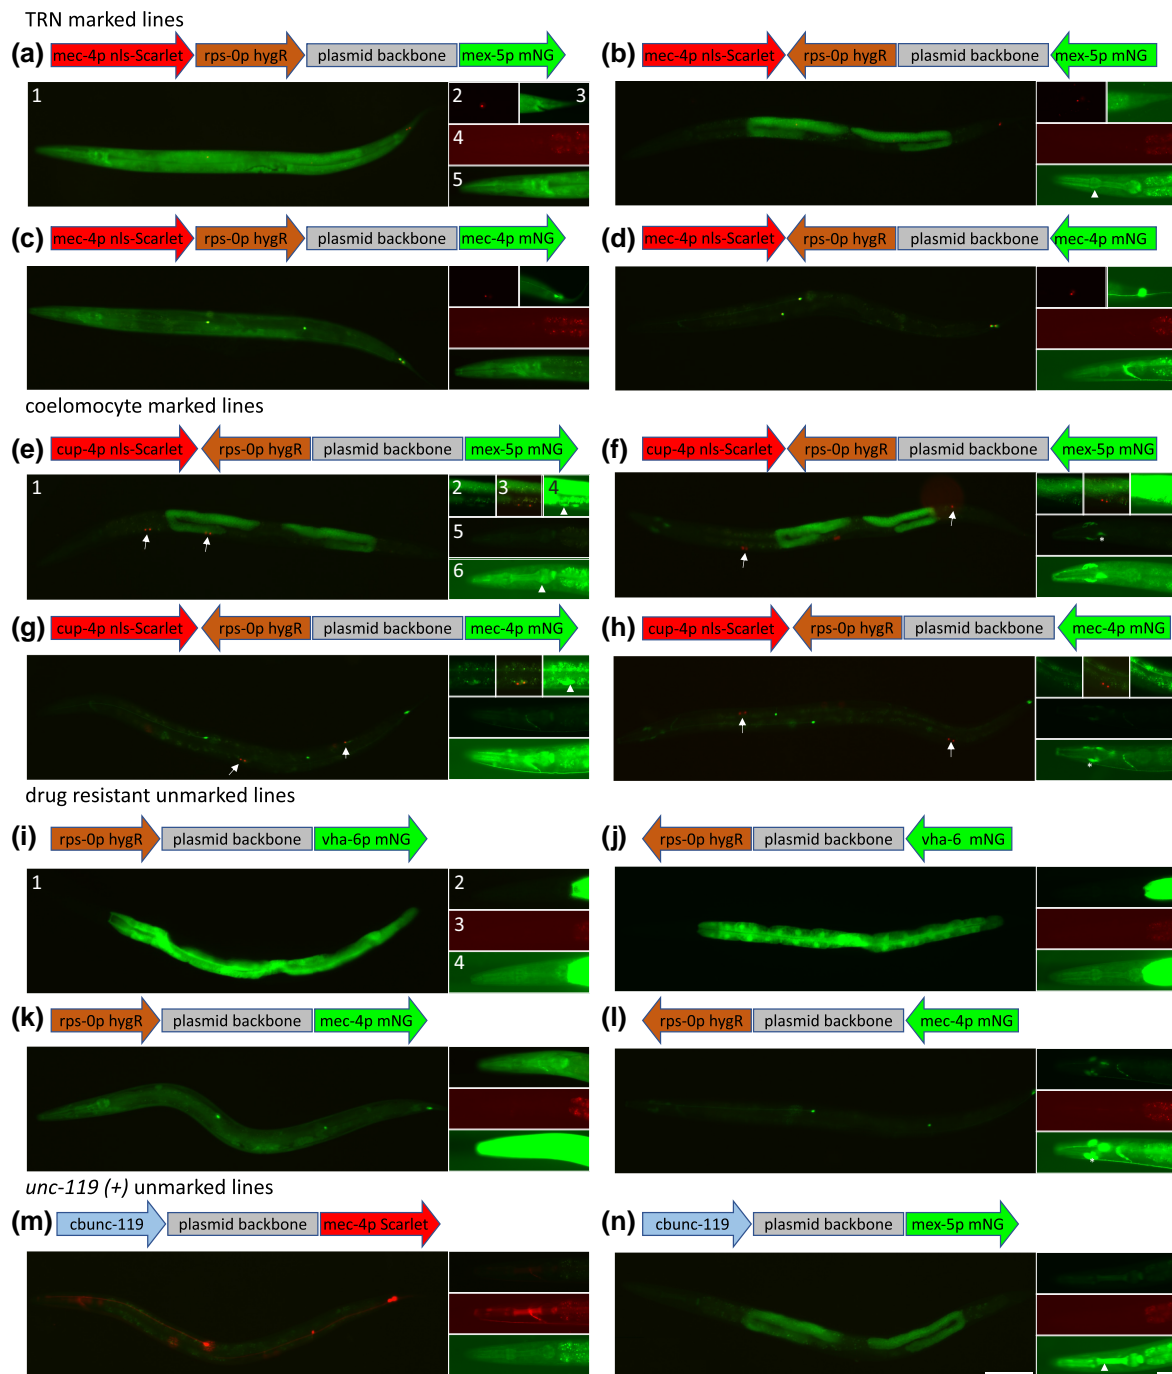 TRN marked lines
(a) mec-4p nls-Scarlet rps-0p hygR plasmid backbone mex-5p mNG
(b) mec-4p nls-Scarlet rps-0p hygR plasmid backbone mex-5p mNG
1 2 3
4
5
(c) mec-4p nls-Scarlet rps-0p hygR plasmid backbone mec-4p mNG
(d) mec-4p nls-Scarlet rps-0p hygR plasmid backbone mec-4p mNG
coelomocyte marked lines
(e) cup-4p nls-Scarlet rps-0p hygR plasmid backbone mex-5p mNG
(f) cup-4p nls-Scarlet rps-0p hygR plasmid backbone mex-5p mNG
1 2 3 4
5
*
6
(g) cup-4p nls-Scarlet rps-0p hygR plasmid backbone mec-4p mNG
(h) cup-4p nls-Scarlet rps-0p hygR plasmid backbone mec-4p mNG
*
drug resistant unmarked lines
(i) rps-0p hygR plasmid backbone vha-6p mNG
(j) rps-0p hygR plasmid backbone vha-6 mNG
1 2
3
4
(k) rps-0p hygR plasmid backbone mec-4p mNG
(l) rps-0p hygR plasmid backbone mec-4p mNG
*
unc-119 (+) unmarked lines
(m) cbunc-119 plasmid backbone mec-4p Scarlet
(n) cbunc-119 plasmid backbone mex-5p mNG